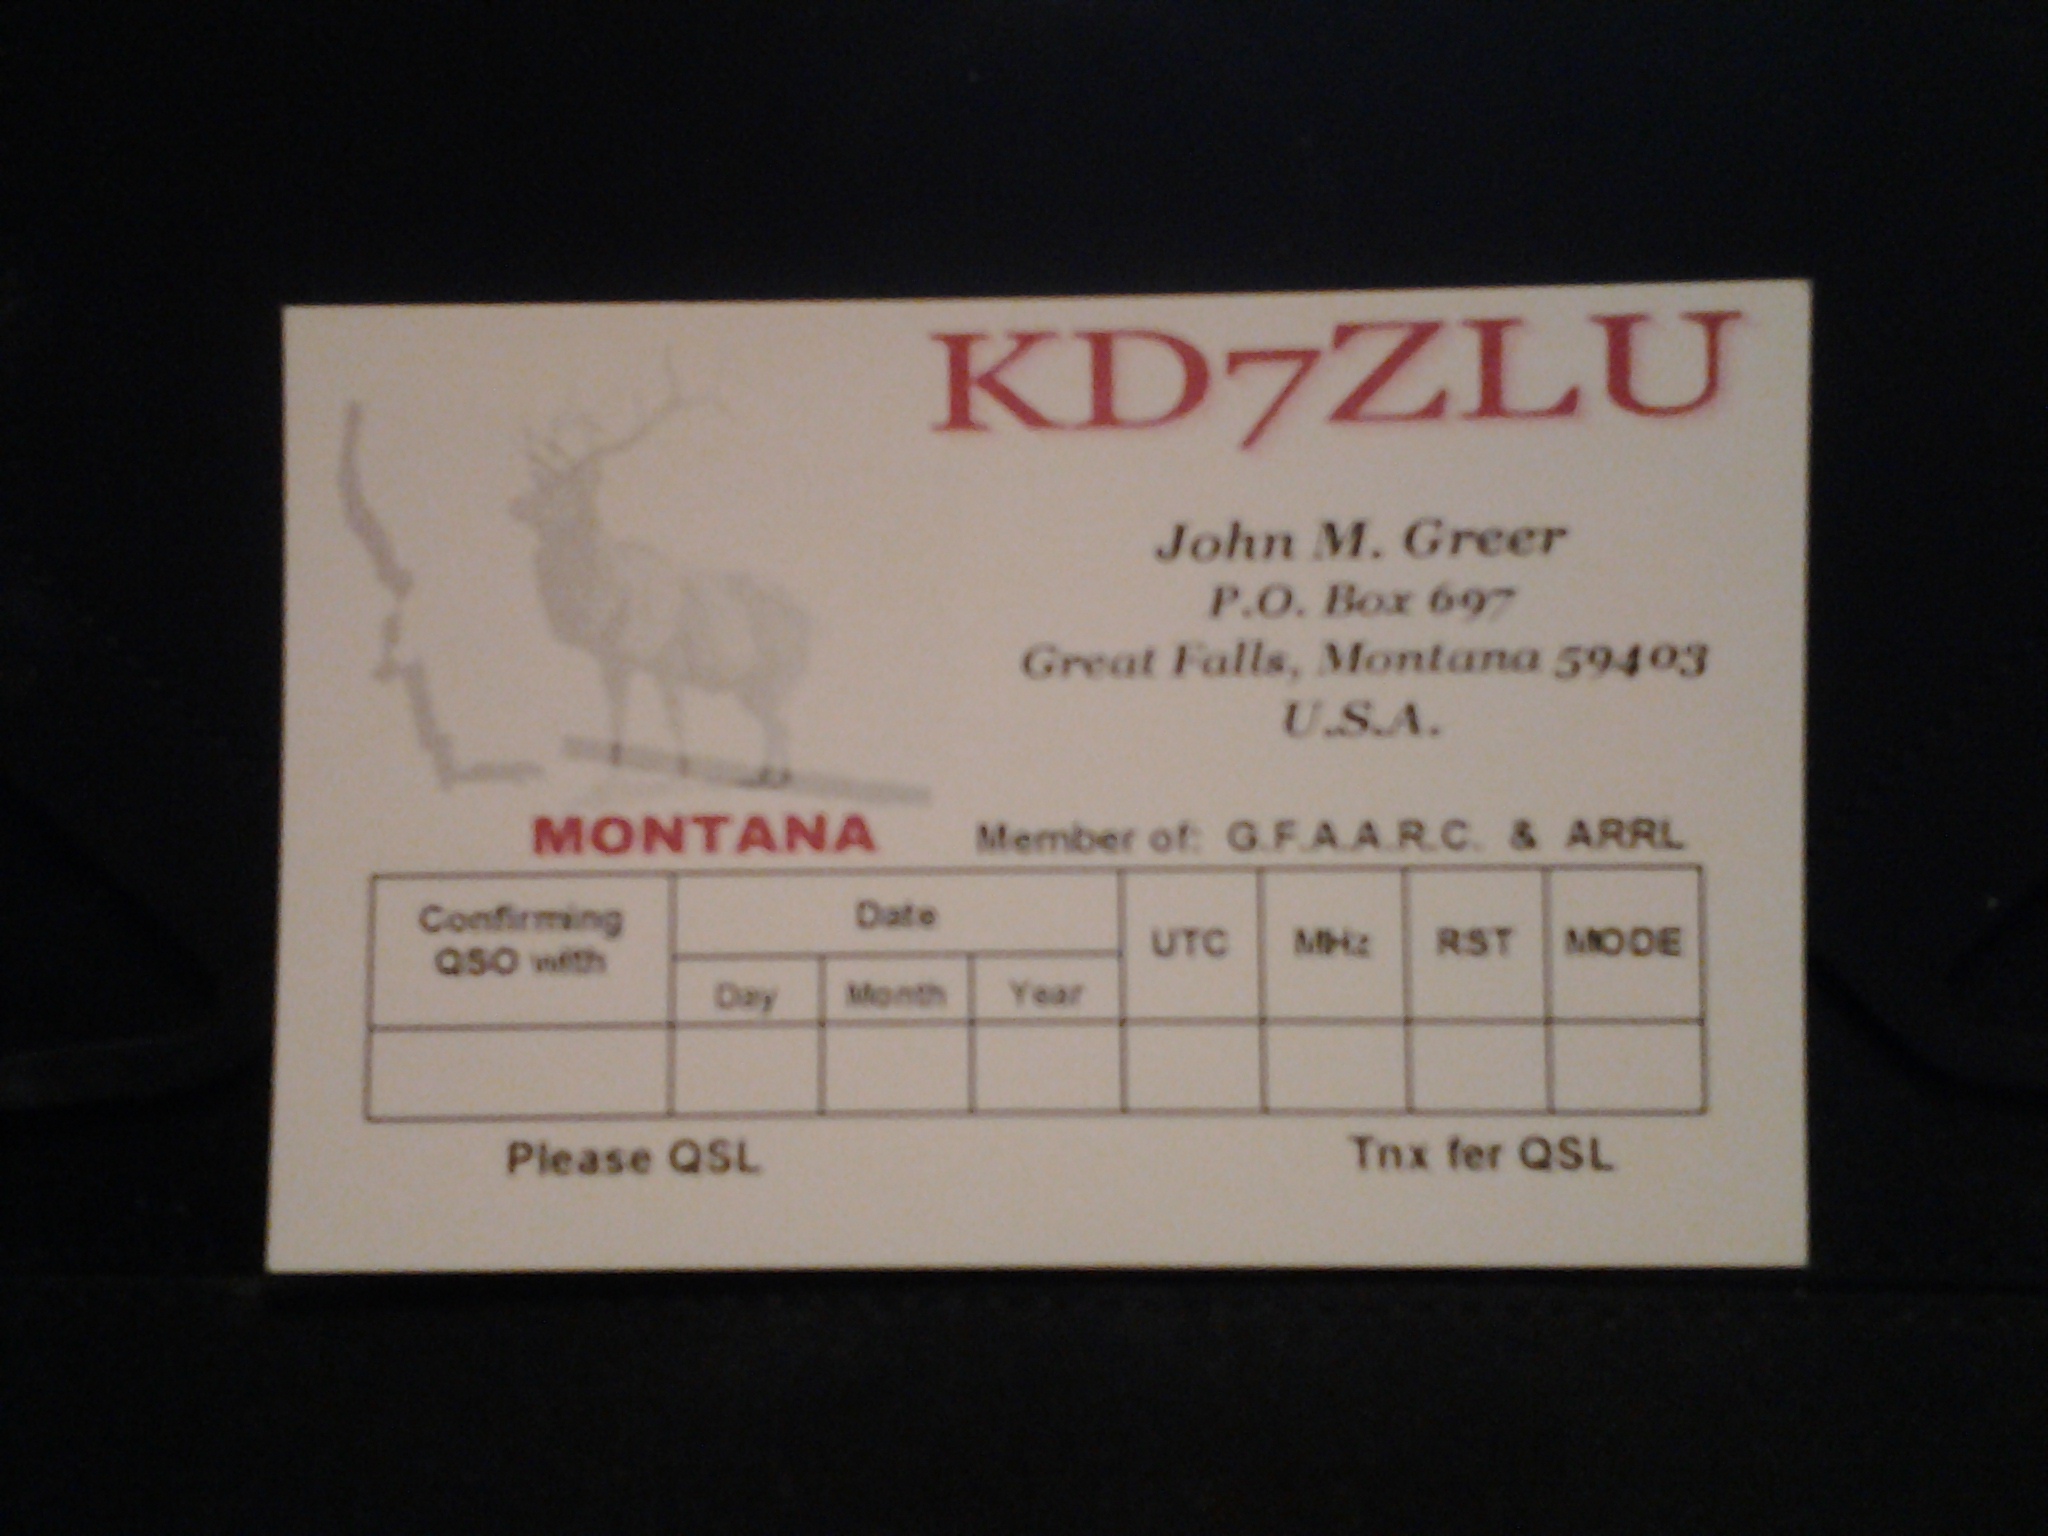 KD7ZLU
John M. Greer
P.O. Box 697
Great Falls, Montana 59403
U.S.A.
MONTANA
Member of: G.F.A.A.R.C. & ARRL
Confirming
QSO with
Date
Day Month Year
UTC MHz RST MODE
Please QSL
Tnx fer QSL